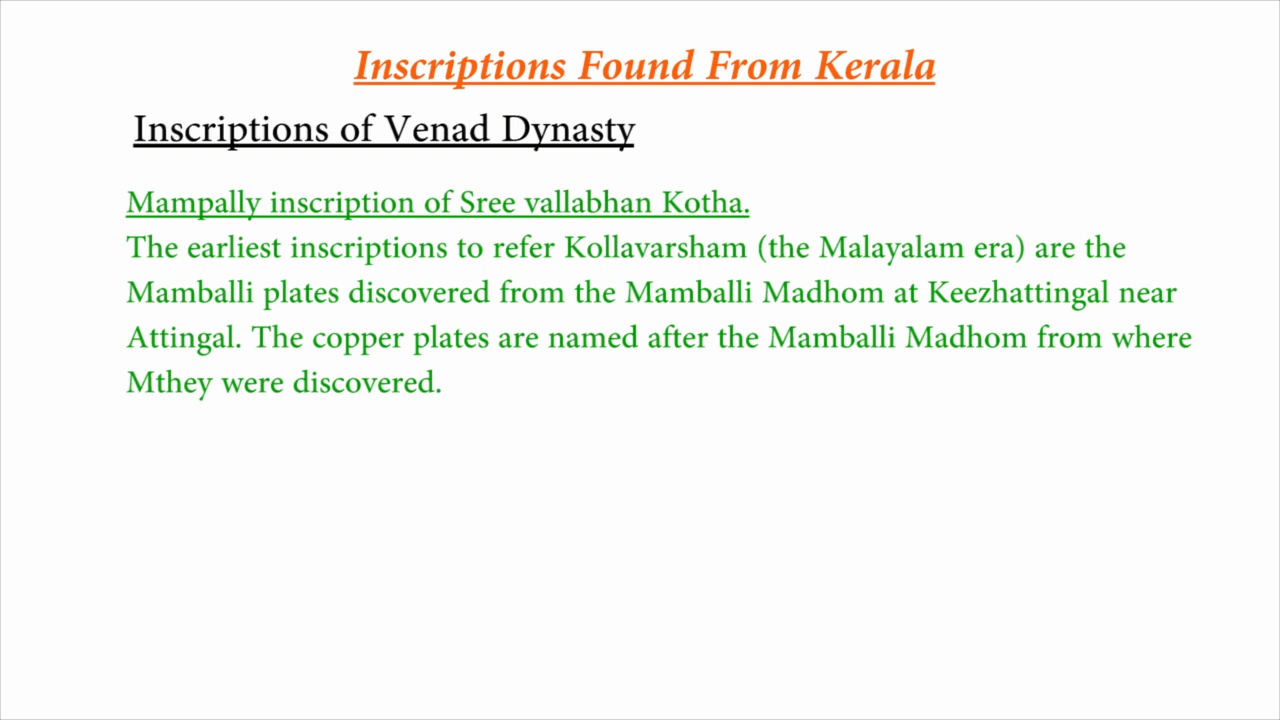 Inscriptions Found From Kerala
Inscriptions of Venad Dynasty
Mampally inscription of Sree vallabhan Kotha.
The earliest inscriptions to refer Kollavarsham (the Malayalam era) are the
Mamballi plates discovered from the Mamballi Madhom at Keezhattingal near
Attingal. The copper plates are named after the Mamballi Madhom from where
Mthey were discovered.